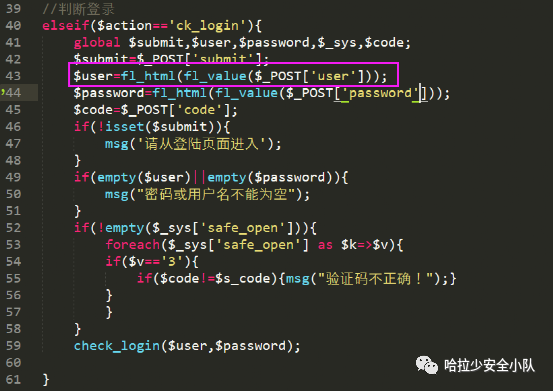 39 //判断登录
40 elseif($action=='ck_login'){
41 global $submit,$user,$password,$_sys,$code;
42 $submit=$_POST['submit'];
43 $user=fl_html(fl_value($_POST['user']));
44 $password=fl_html(fl_value($_POST['password']));
45 $code=$_POST['code'];
46 if(!isset($submit)){
47 msg('请从登陆页面进入');
48 }
49 if(empty($user)||empty($password)){
50 msg("密码或用户名不能为空");
51 }
52 if(!empty($_sys['safe_open'])){
53 foreach($_sys['safe_open'] as $k=>$v){
54 if($v=='3'){
55 if($code!=$s_code){msg("验证码不正确！");}
56 }
57 }
58 }
59 check_login($user,$password);
60
61 }
哈拉少安全小队